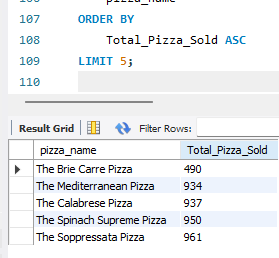 106 pizza_name
107 ORDER BY
108 Total_Pizza_Sold ASC
109 LIMIT 5;
110
Result Grid Filter Rows:
pizza_name Total_Pizza_Sold
The Brie Carre Pizza 490
The Mediterranean Pizza 934
The Calabrese Pizza 937
The Spinach Supreme Pizza 950
The Soppressata Pizza 961